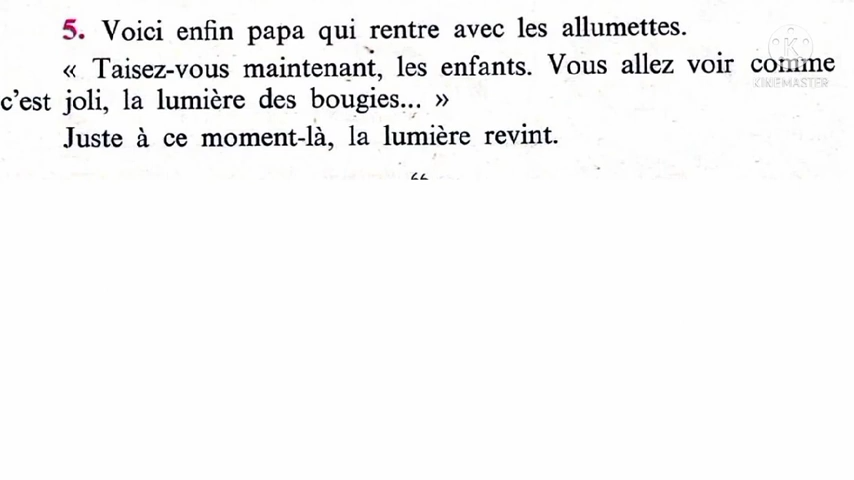 5. Voici enfin papa qui rentre avec les allumettes.
« Taisez-vous maintenant, les enfants. Vous allez voir comme
c'est joli, la lumière des bougies... »
Juste à ce moment-là, la lumière revint.
KINEMASTER